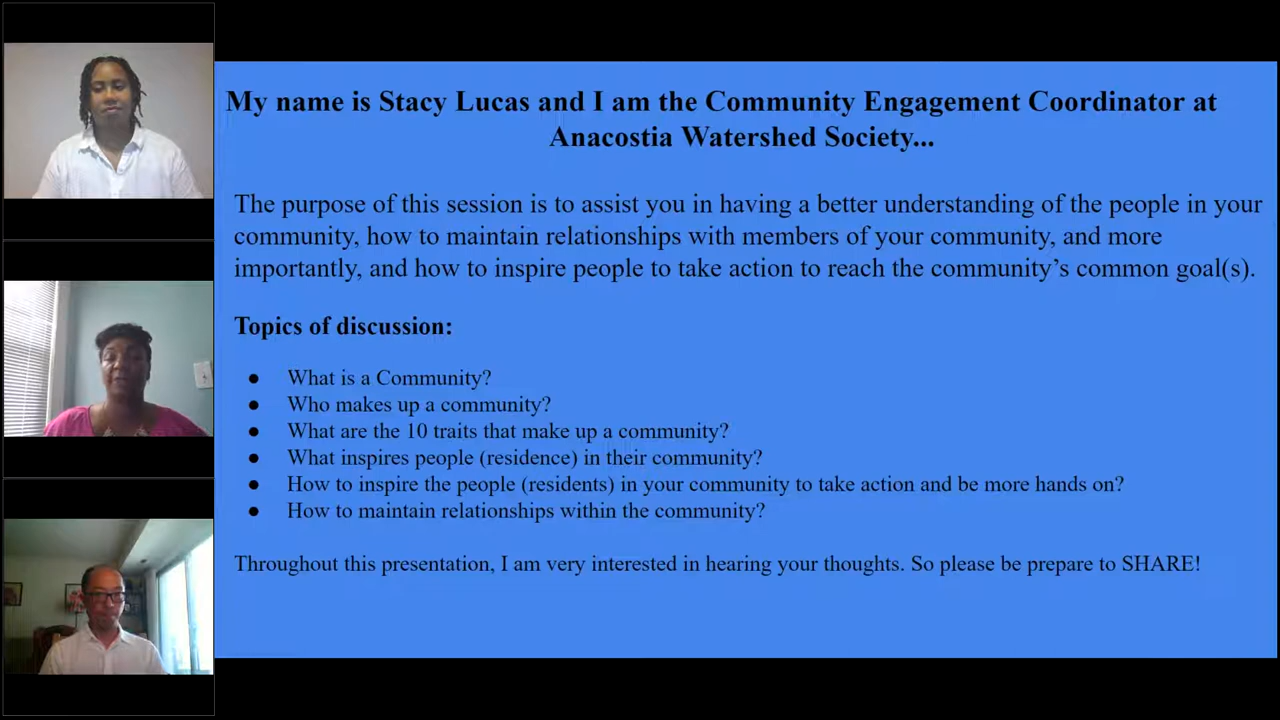 My name is Stacy Lucas and I am the Community Engagement Coordinator at
Anacostia Watershed Society...
The purpose of this session is to assist you in having a better understanding of the people in your
community, how to maintain relationships with members of your community, and more
importantly, and how to inspire people to take action to reach the community’s common goal(s).
Topics of discussion:
● What is a Community?
● Who makes up a community?
● What are the 10 traits that make up a community?
● What inspires people (residence) in their community?
● How to inspire the people (residents) in your community to take action and be more hands on?
● How to maintain relationships within the community?
Throughout this presentation, I am very interested in hearing your thoughts. So please be prepare to SHARE!